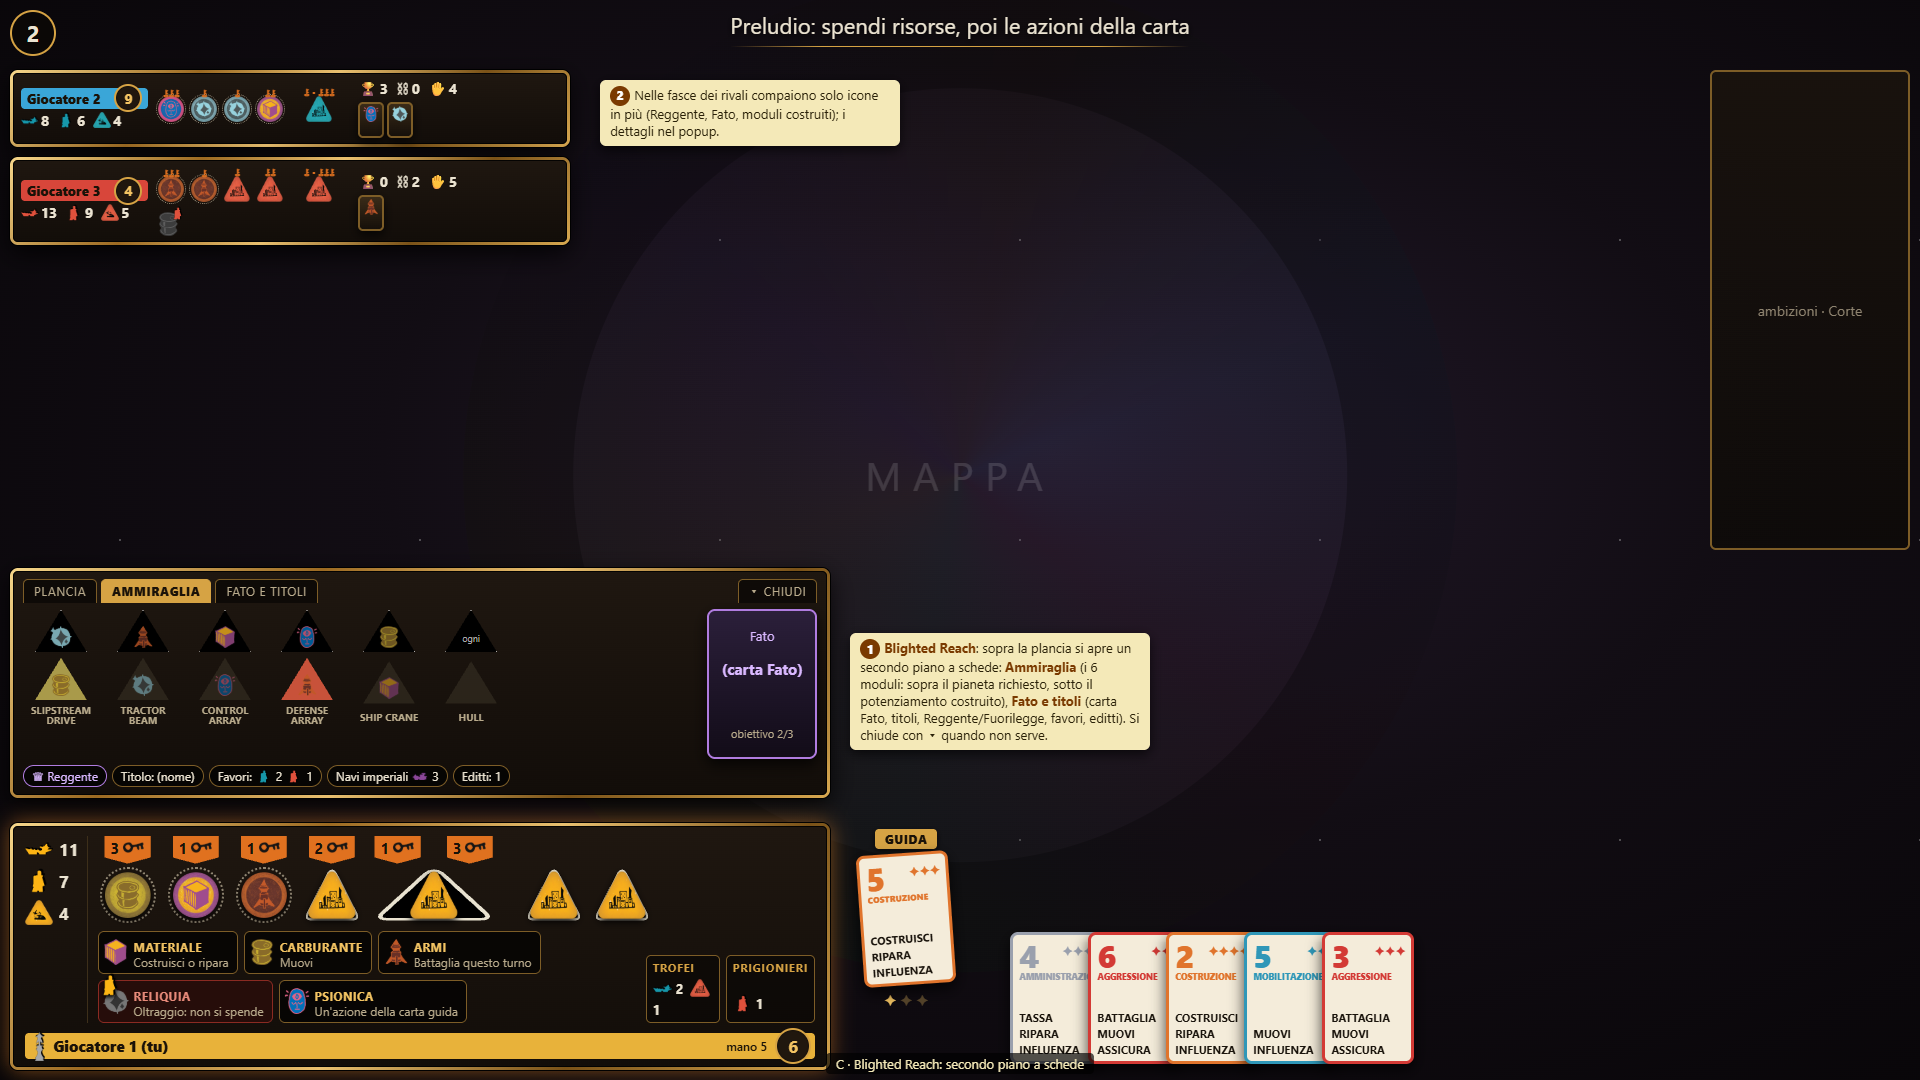 2
Preludio: spendi risorse, poi le azioni della carta
Giocatore 2
9
8 6 4
3 0 4
2 Nelle fasce dei rivali compaiono solo icone
in più (Reggente, Fato, moduli costruiti); i
dettagli nel popup.
Giocatore 3
4
13 9 5
0 2 5
ambizioni · Corte
MAPPA
PLANCIA
AMMIRAGLIA
FATO E TITOLI
▾ CHIUDI
ogni
SLIPSTREAM
DRIVE
TRACTOR
BEAM
CONTROL
ARRAY
DEFENSE
ARRAY
SHIP CRANE
HULL
Fato
(carta Fato)
obiettivo 2/3
Reggente
Titolo: (nome)
Favori: 2 1
Navi imperiali 3
Editti: 1
1 Blighted Reach: sopra la plancia si apre un
secondo piano a schede: Ammiraglia (i 6
moduli: sopra il pianeta richiesto, sotto il
potenziamento costruito), Fato e titoli (carta
Fato, titoli, Reggente/Fuorilegge, favori, editti). Si
chiude con ▾ quando non serve.
11
7
4
3 1 1 2 1 3
MATERIALE
Costruisci o ripara
CARBURANTE
Muovi
ARMI
Battaglia questo turno
RELIQUIA
Oltraggio: non si spende
PSIONICA
Un'azione della carta guida
TROFEI
2
1
PRIGIONIERI
1
Giocatore 1 (tu)
mano 5
6
GUIDA
5
COSTRUZIONE
COSTRUISCI
RIPARA
INFLUENZA
4
AMMINISTRAZI
TASSA
RIPARA
INFLUENZA
6
AGGRESSIONE
BATTAGLIA
MUOVI
ASSICURA
2
COSTRUZIONE
COSTRUISCI
RIPARA
INFLUENZA
5
MOBILITAZIONE
MUOVI
INFLUENZA
3
AGGRESSIONE
BATTAGLIA
MUOVI
ASSICURA
C · Blighted Reach: secondo piano a schede